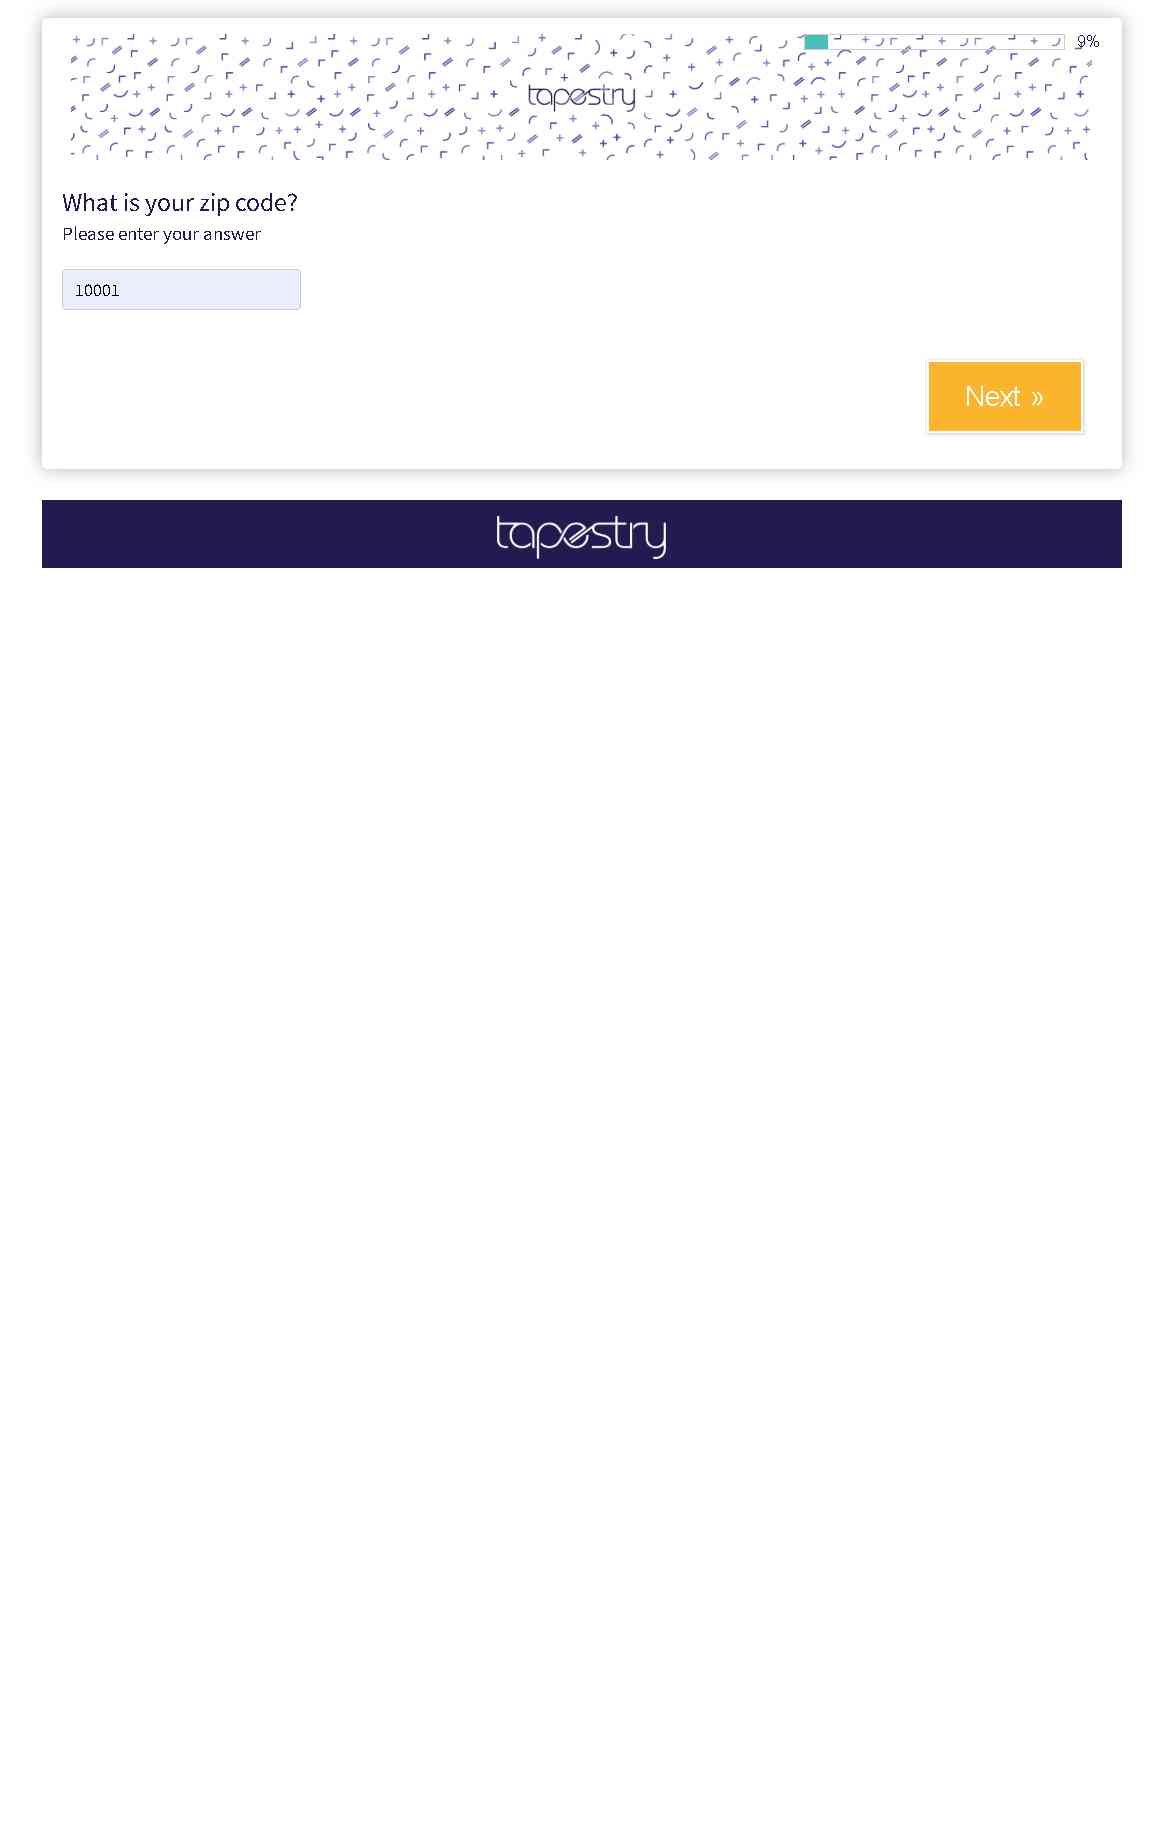 9%
tapestry
What is your zip code?
Please enter your answer
10001
Next »
tapestry